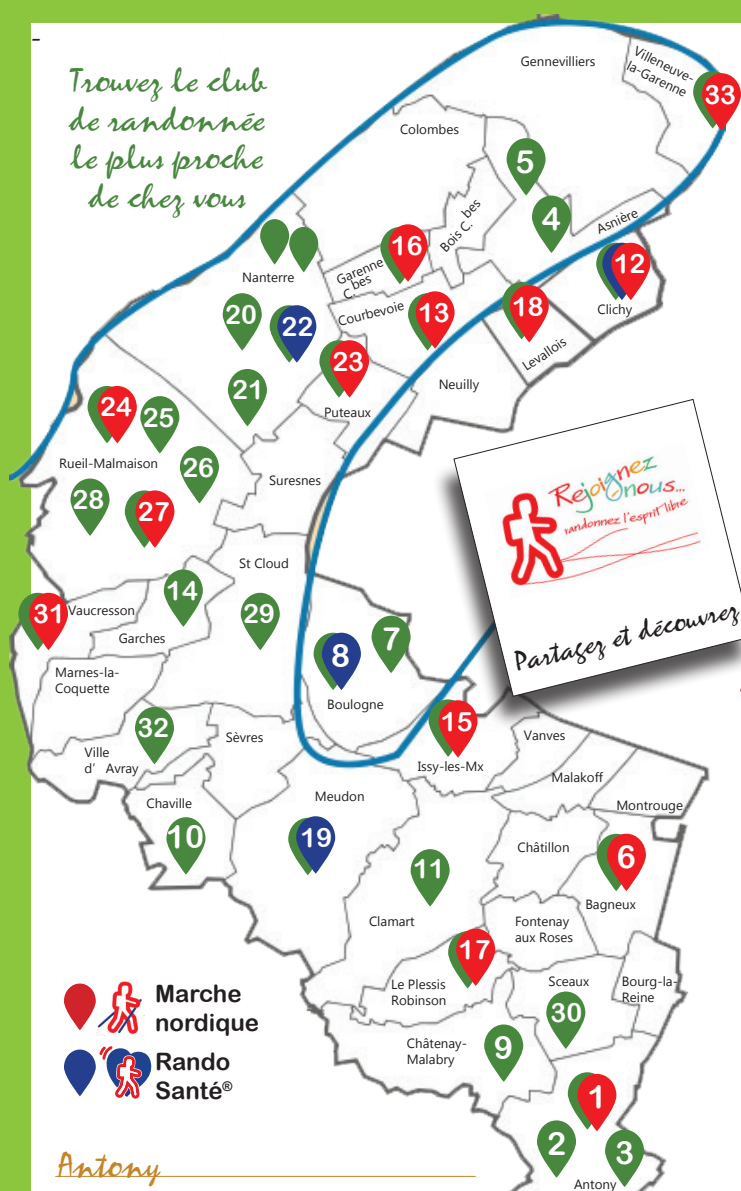 -
Trouvez le club
de randonnée
le plus proche
de chez vous
Gennevilliers
Villeneuve-
la-Garenne
33
Colombes
5
4
Bois C.bes
Asnière
16
Garenne
C.bes
12
Clichy
Nanterre
20
22
Courbevoie
13
18
Levallois
23
Puteaux
Neuilly
21
24
25
Rueil-Malmaison
26
28
27
Suresnes
Rejoignez
nous...
randonnez l'esprit libre
Partagez et découvrez
St Cloud
14
29
31
Vaucresson
Garches
Marnes-la-
Coquette
8
7
Boulogne
32
Ville
d' Avray
Sèvres
15
Issy-les-Mx
Vanves
Malakoff
Montrouge
Chaville
10
Meudon
19
11
Clamart
Châtillon
6
Bagneux
Fontenay
aux Roses
17
Le Plessis
Robinson
Sceaux
30
Bourg-la-
Reine
Châtenay-
Malabry
9
Marche
nordique
Rando
Santé®
1
2
3
Antony
Antony